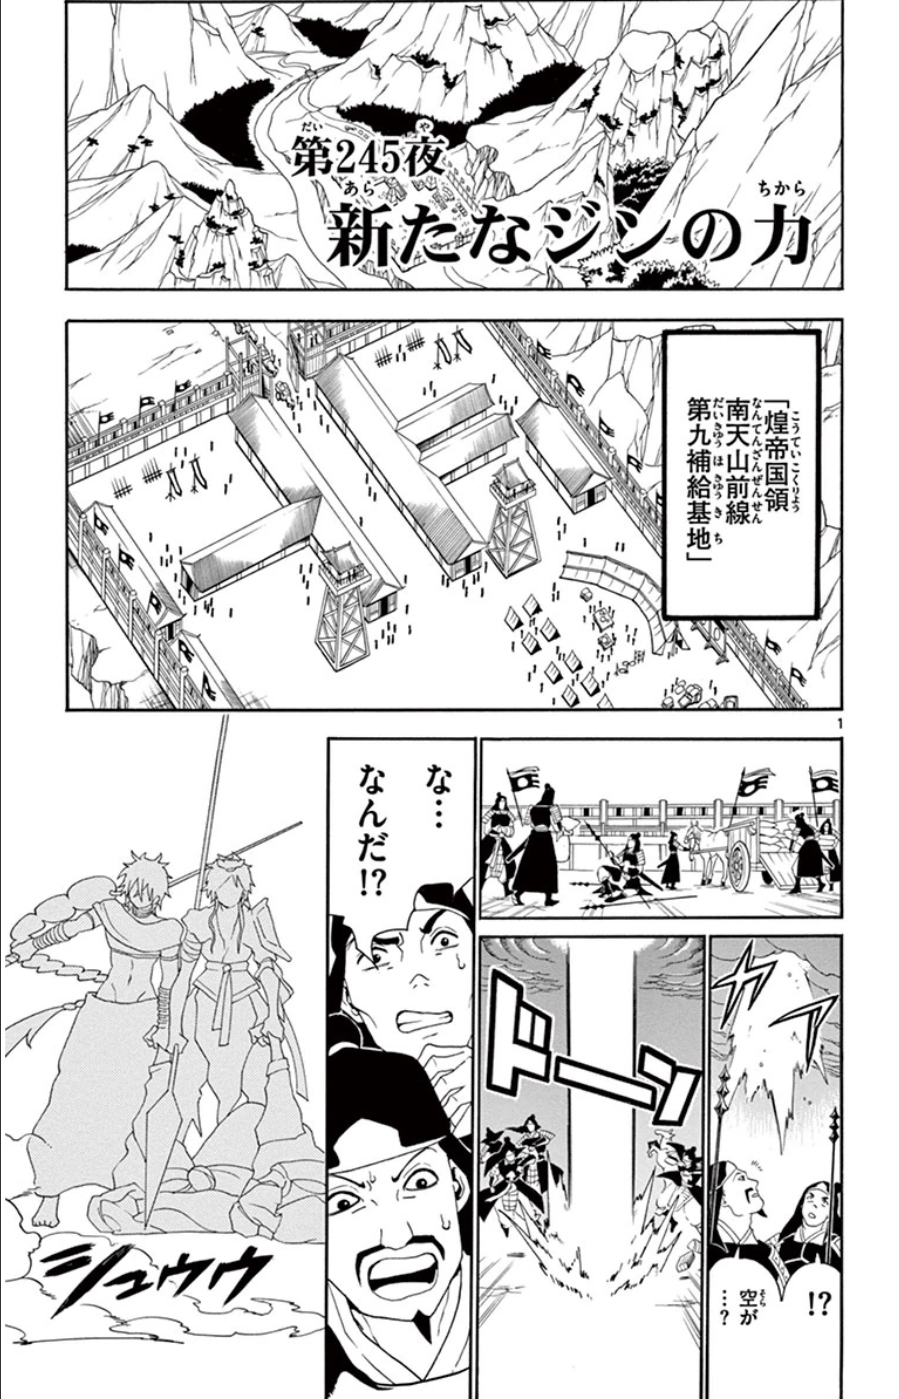 第245夜
新たなジンの力
「煌帝国領
南天山前線
第九補給基地」
1
カッ
!?
空が
…?
ドーン
な…
なんだ!?
シュウウ